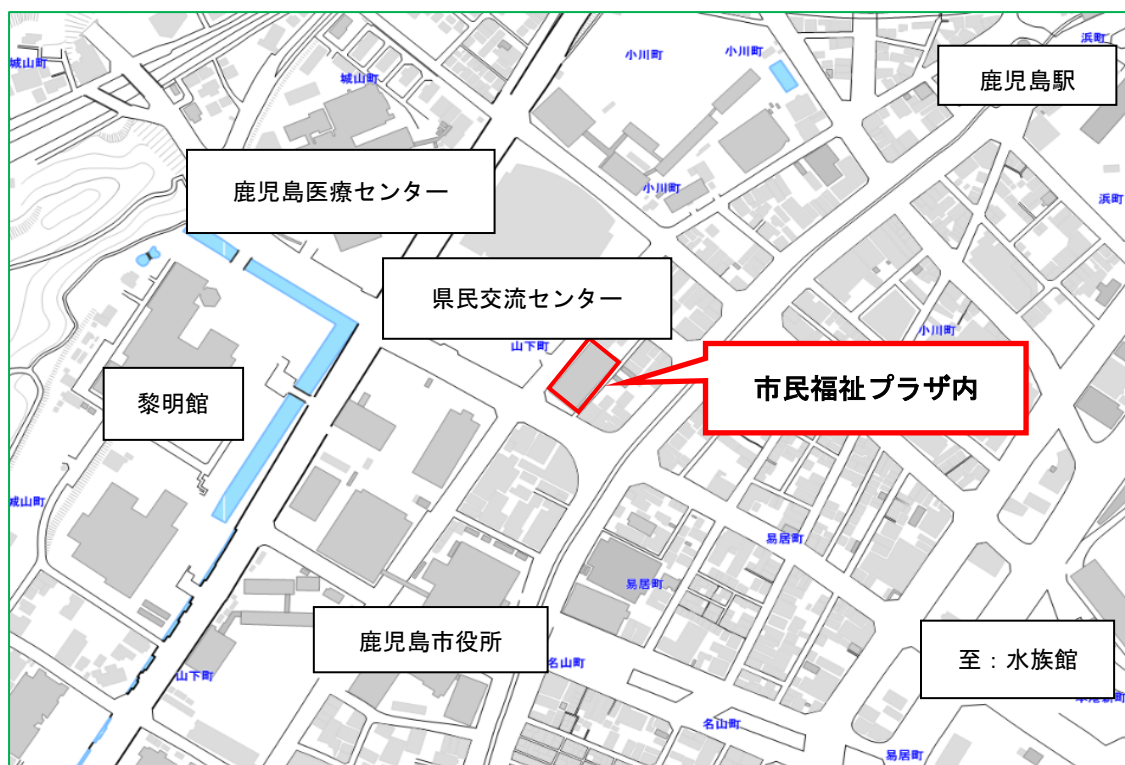 小川町
小川町
浜町
城山町
城山町
鹿児島駅
鹿児島医療センター
小川町
浜町
県民交流センター
山下町
小川町
市民福祉プラザ内
黎明館
城山町
易居町
易居町
鹿児島市役所
至：水族館
名山町
山下町
名山町
易居町